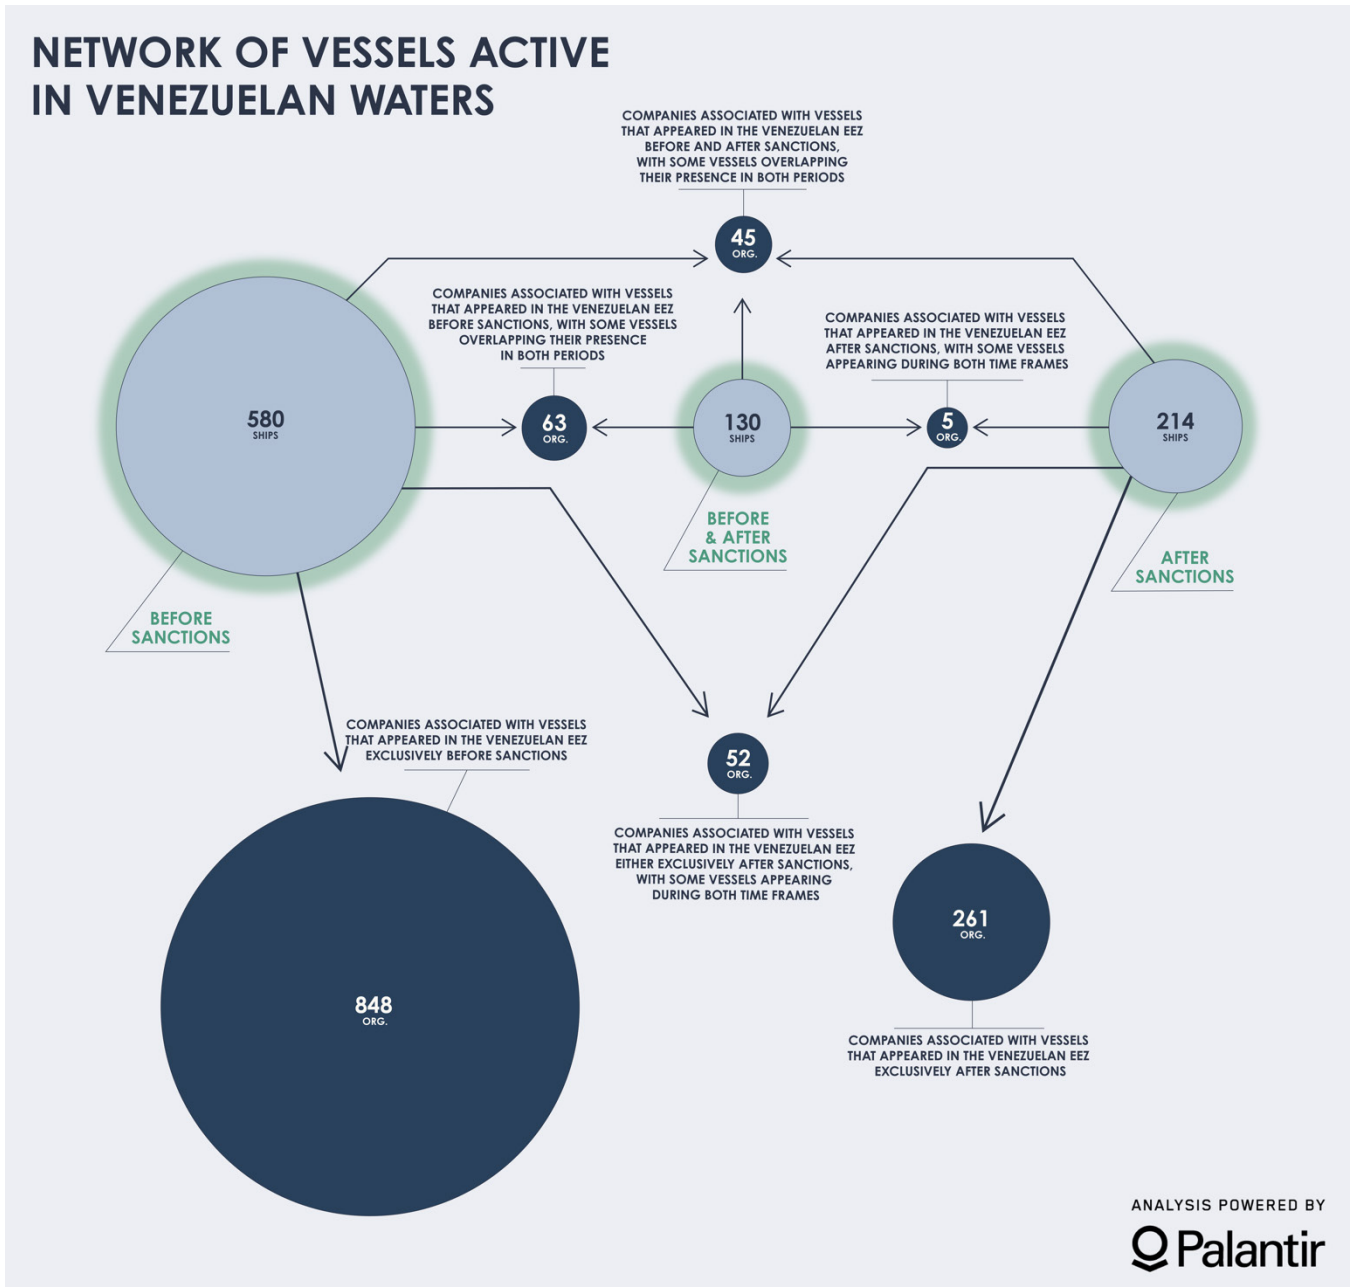 NETWORK OF VESSELS ACTIVE
IN VENEZUELAN WATERS
COMPANIES ASSOCIATED WITH VESSELS
THAT APPEARED IN THE VENEZUELAN EEZ
BEFORE AND AFTER SANCTIONS,
WITH SOME VESSELS OVERLAPPING
THEIR PRESENCE IN BOTH PERIODS
45
ORG.
COMPANIES ASSOCIATED WITH VESSELS
THAT APPEARED IN THE VENEZUELAN EEZ
BEFORE SANCTIONS, WITH SOME VESSELS
OVERLAPPING THEIR PRESENCE
IN BOTH PERIODS
COMPANIES ASSOCIATED WITH VESSELS
THAT APPEARED IN THE VENEZUELAN EEZ
AFTER SANCTIONS, WITH SOME VESSELS
APPEARING DURING BOTH TIME FRAMES
580
SHIPS
63
ORG.
130
SHIPS
5
ORG.
214
SHIPS
BEFORE
& AFTER
SANCTIONS
AFTER
SANCTIONS
BEFORE
SANCTIONS
COMPANIES ASSOCIATED WITH VESSELS
THAT APPEARED IN THE VENEZUELAN EEZ
EXCLUSIVELY BEFORE SANCTIONS
52
ORG.
COMPANIES ASSOCIATED WITH VESSELS
THAT APPEARED IN THE VENEZUELAN EEZ
EITHER EXCLUSIVELY AFTER SANCTIONS,
WITH SOME VESSELS APPEARING
DURING BOTH TIME FRAMES
261
ORG.
848
ORG.
COMPANIES ASSOCIATED WITH VESSELS
THAT APPEARED IN THE VENEZUELAN EEZ
EXCLUSIVELY AFTER SANCTIONS
ANALYSIS POWERED BY
Palantir